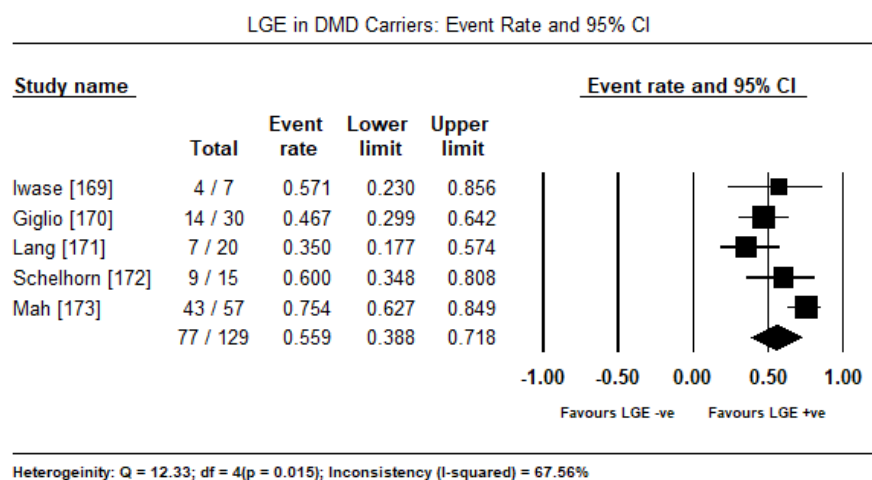 LGE in DMD Carriers: Event Rate and 95% CI
Study name Event rate and 95% CI
Total Event rate Lower limit Upper limit
Iwase [169] 4 / 7 0.571 0.230 0.856
Giglio [170] 14 / 30 0.467 0.299 0.642
Lang [171] 7 / 20 0.350 0.177 0.574
Schelhorn [172] 9 / 15 0.600 0.348 0.808
Mah [173] 43 / 57 0.754 0.627 0.849
77 / 129 0.559 0.388 0.718
-1.00 -0.50 0.00 0.50 1.00
Favours LGE -ve Favours LGE +ve
Heterogeinity: Q = 12.33; df = 4(p = 0.015); Inconsistency (I-squared) = 67.56%